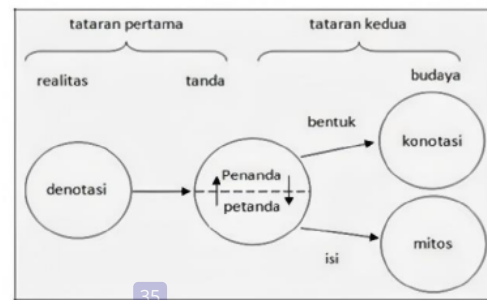 tataran pertama
tataran kedua
realitas
tanda
budaya
bentuk
konotasi
denotasi
Penanda
petanda
isi
mitos
35